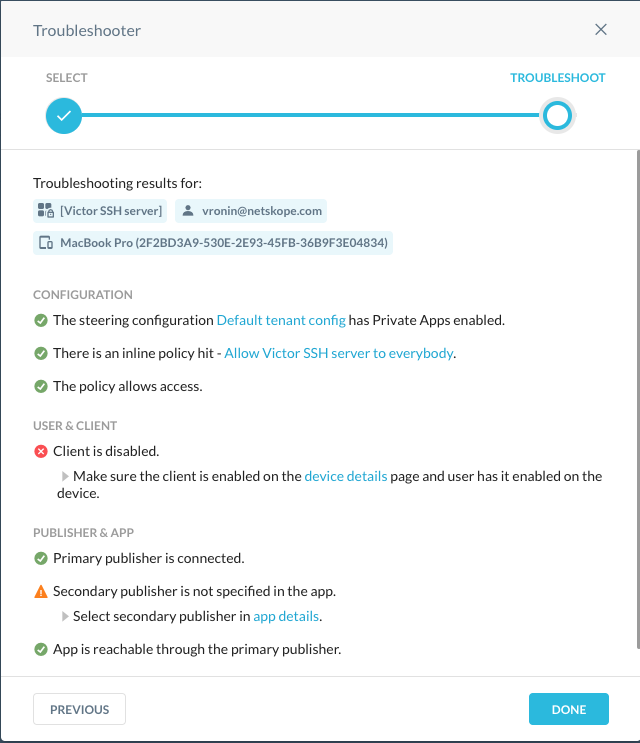 Troubleshooter
SELECT
TROUBLESHOOT
Troubleshooting results for:
[Victor SSH server]
vronin@netskope.com
MacBook Pro (2F2BD3A9-530E-2E93-45FB-36B9F3E04834)
CONFIGURATION
The steering configuration Default tenant config has Private Apps enabled.
There is an inline policy hit - Allow Victor SSH server to everybody.
The policy allows access.
USER & CLIENT
Client is disabled.
Make sure the client is enabled on the device details page and user has it enabled on the
device.
PUBLISHER & APP
Primary publisher is connected.
Secondary publisher is not specified in the app.
Select secondary publisher in app details.
App is reachable through the primary publisher.
PREVIOUS
DONE